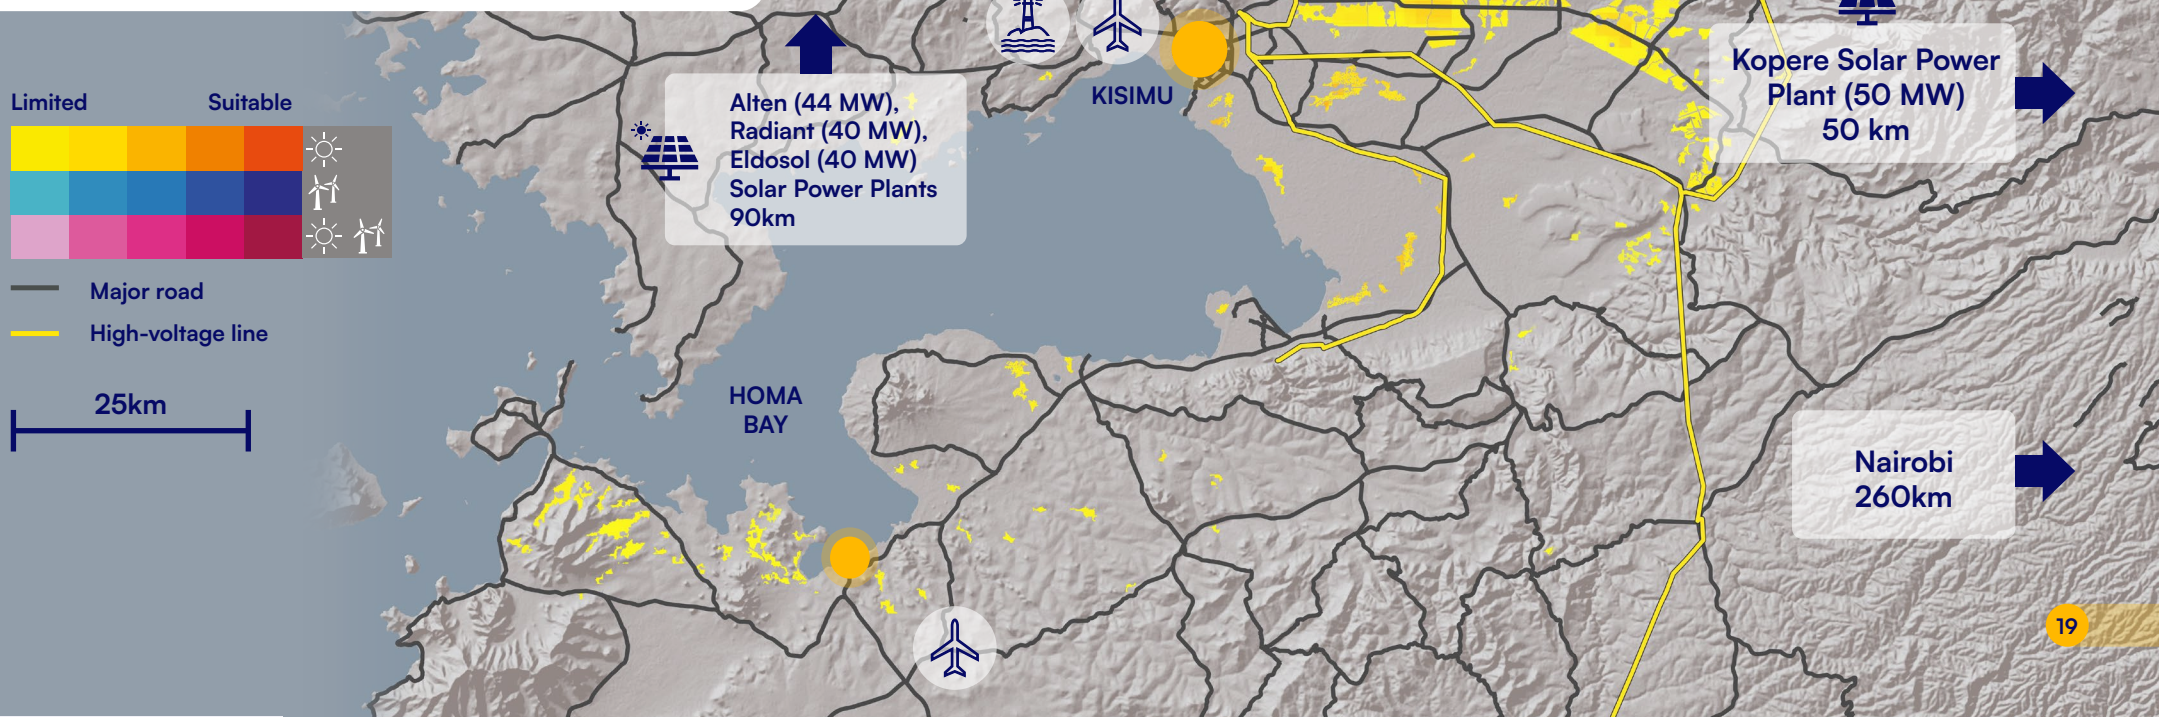 Limited
Suitable
Major road
High-voltage line
25km
Alten (44 MW),
Radiant (40 MW),
Eldosol (40 MW)
Solar Power Plants
90km
KISIMU
HOMA
BAY
Kopere Solar Power
Plant (50 MW)
50 km
Nairobi
260km
19